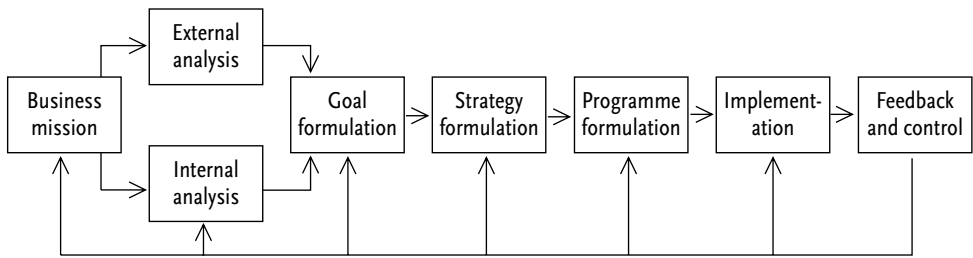 Business
mission
External
analysis
Internal
analysis
Goal
formulation
Strategy
formulation
Programme
formulation
Implement-
ation
Feedback
and control